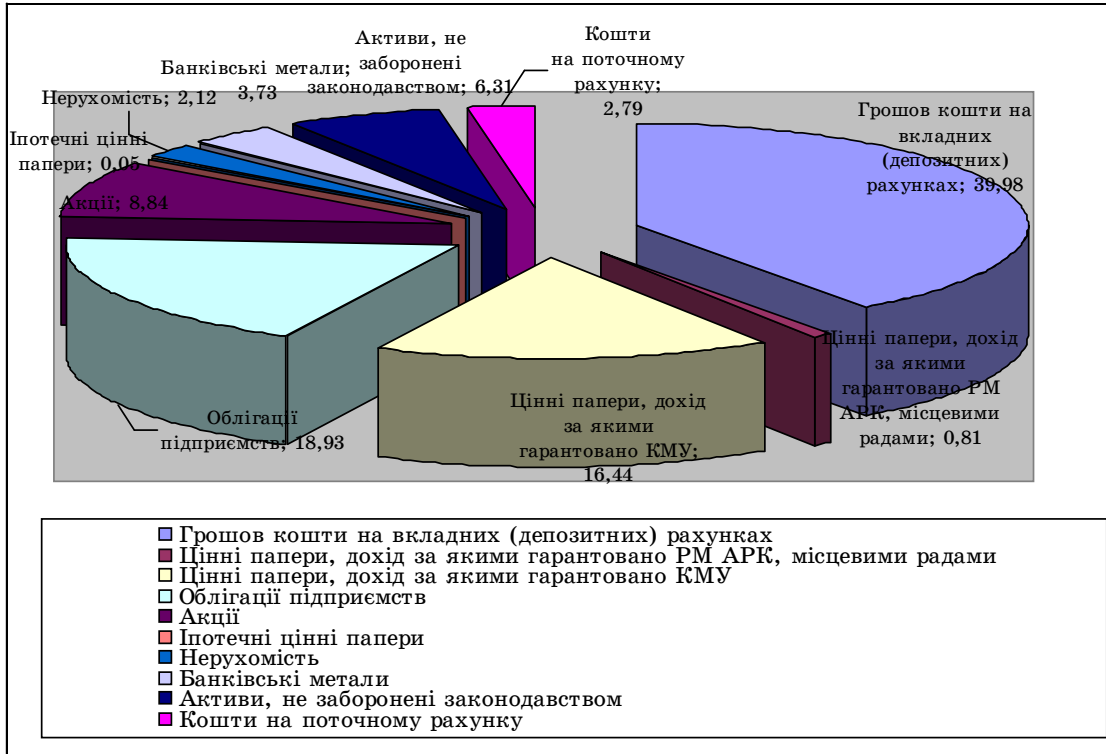 Активи, не
заборонені
законодавством; 6,31
Кошти
на поточному
рахунку;
2,79
Банківські метали;
3,73
Нерухомість; 2,12
Іпотечні цінні
папери; 0,05
Акції; 8,84
Грошов кошти на
вкладних
(депозитних)
рахунках; 39,98
Цінні папери, дохід
за якими
гарантовано РМ
АРК, місцевими
радами; 0,81
Цінні папери, дохід
за якими
гарантовано КМУ;
16,44
Облігації
підприємств; 18,93
Грошов кошти на вкладних (депозитних) рахунках
Цінні папери, дохід за якими гарантовано РМ АРК, місцевими радами
Цінні папери, дохід за якими гарантовано КМУ
Облігації підприємств
Акції
Іпотечні цінні папери
Нерухомість
Банківські метали
Активи, не заборонені законодавством
Кошти на поточному рахунку